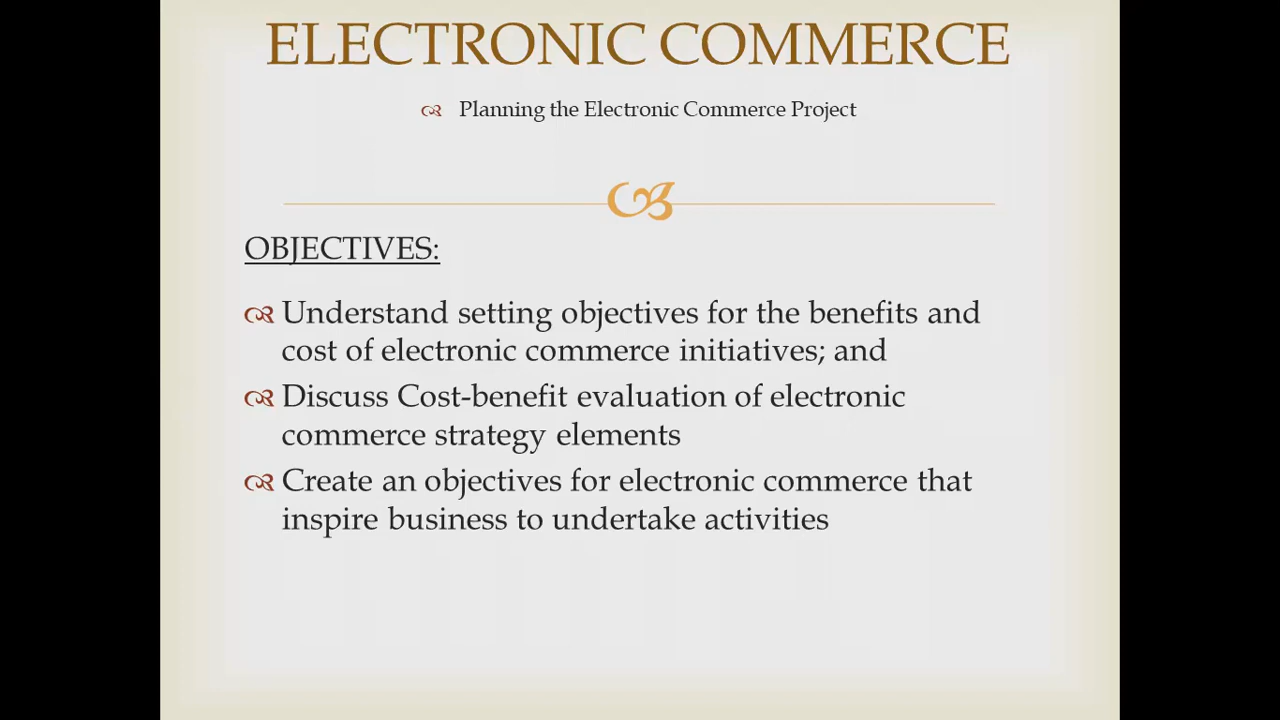 ELECTRONIC COMMERCE
Planning the Electronic Commerce Project
OBJECTIVES:
Understand setting objectives for the benefits and
cost of electronic commerce initiatives; and
Discuss Cost-benefit evaluation of electronic
commerce strategy elements
Create an objectives for electronic commerce that
inspire business to undertake activities